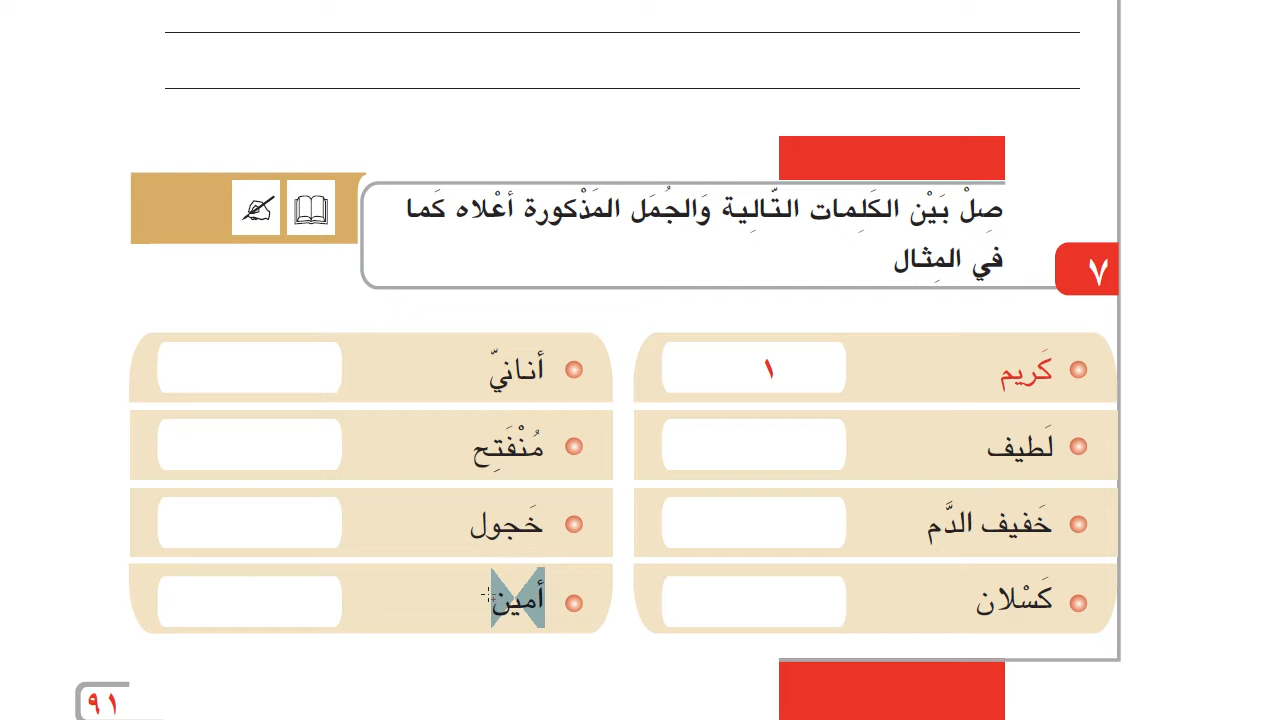 صِلْ بَيْن الكَلِمات التّالِية وَالجُمَل المَذْكورة أعْلاه كَما
في المِثال
٧
كَريم
١
أنانيّ
لَطيف
مُنْفَتِح
خَفيف الدَّم
خَجول
كَسْلان
أمين
٩١